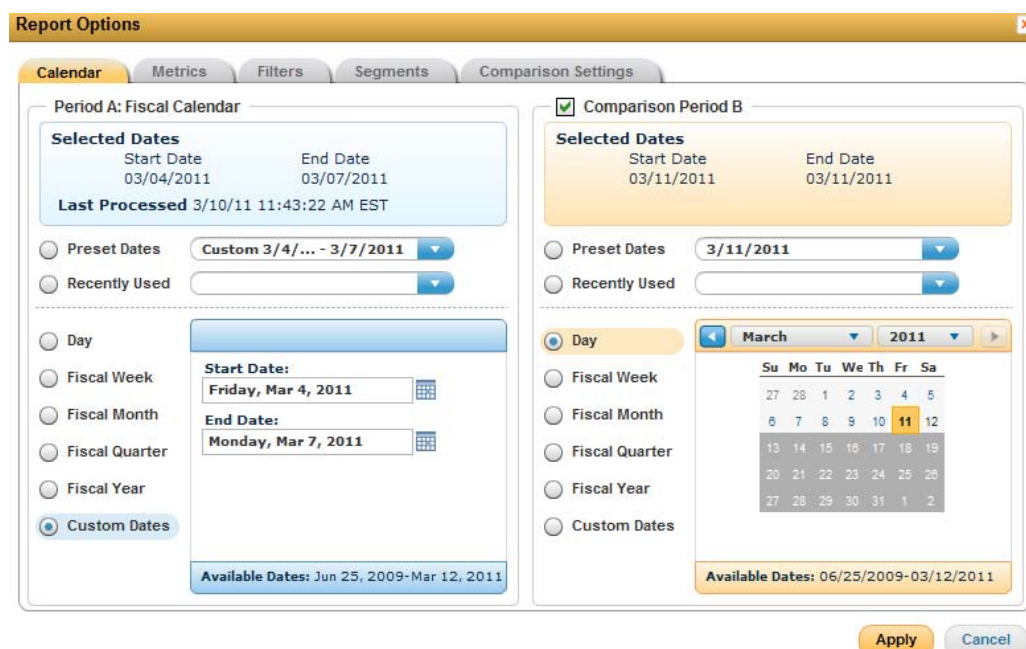 Report Options
Calendar Metrics Filters Segments Comparison Settings
Period A: Fiscal Calendar
Selected Dates
Start Date End Date
03/04/2011 03/07/2011
Last Processed 3/10/11 11:43:22 AM EST
Preset Dates Custom 3/4/... - 3/7/2011
Recently Used
Day
Fiscal Week
Fiscal Month
Fiscal Quarter
Fiscal Year
Custom Dates
Start Date:
Friday, Mar 4, 2011
End Date:
Monday, Mar 7, 2011
Available Dates: Jun 25, 2009-Mar 12, 2011
Comparison Period B
Selected Dates
Start Date End Date
03/11/2011 03/11/2011
Preset Dates 3/11/2011
Recently Used
Day
Fiscal Week
Fiscal Month
Fiscal Quarter
Fiscal Year
Custom Dates
March 2011
Su Mo Tu We Th Fr Sa
27 28 1 2 3 4 5
6 7 8 9 10 11 12
13 14 15 16 17 18 19
20 21 22 23 24 25 26
27 28 29 30 31 1 2
Available Dates: 06/25/2009-03/12/2011
Apply Cancel